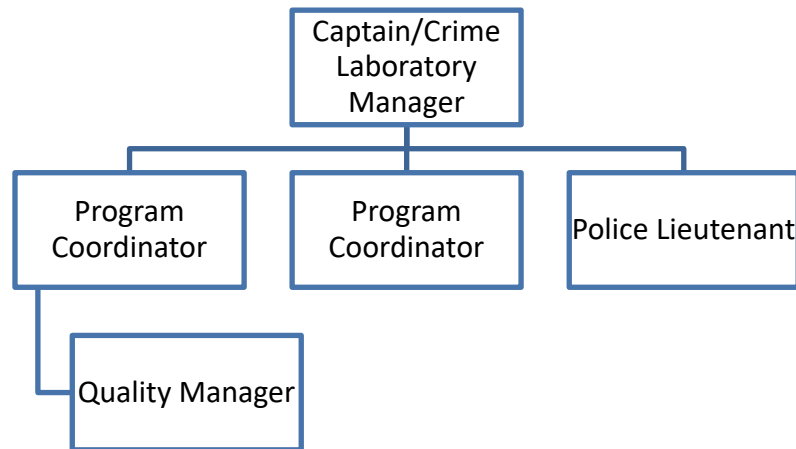 Captain/Crime
Laboratory
Manager
Program
Coordinator
Program
Coordinator
Police Lieutenant
Quality Manager